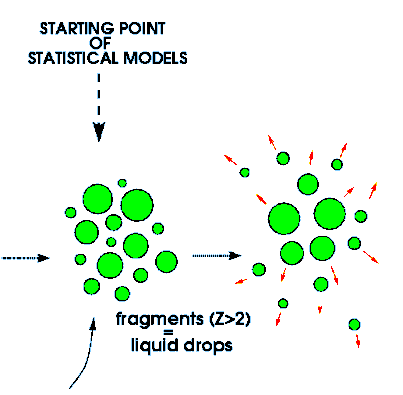 STARTING POINT
OF
STATISTICAL MODELS
fragments (Z>2)
=
liquid drops